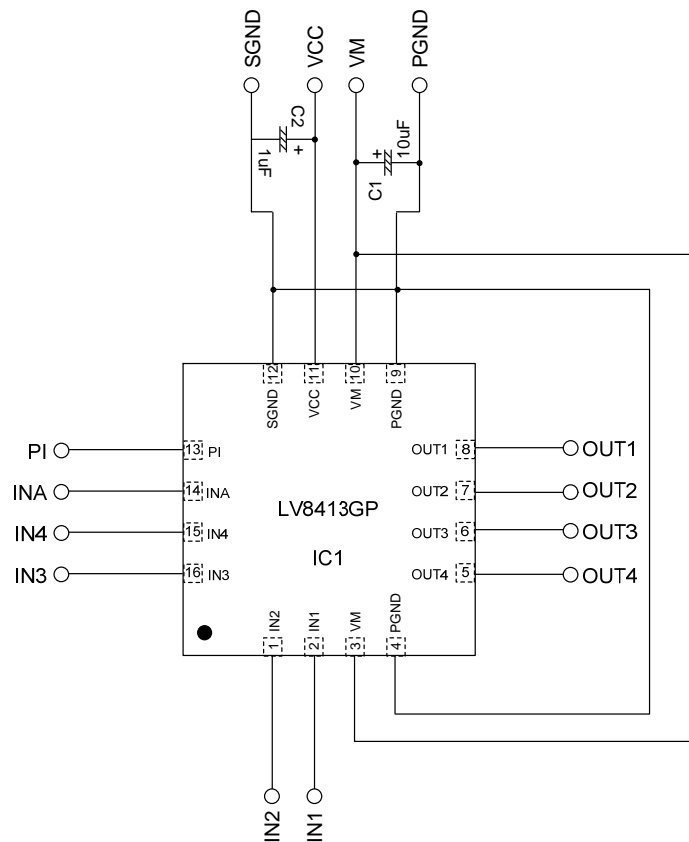 SGND
VCC
VM
PGND
C2
+
1uF
+
10uF
C1
12
11
10
9
SGND
VCC
VM
PGND
PI
13
PI
OUT1
8
OUT1
INA
14
INA
OUT2
7
OUT2
LV8413GP
IN4
15
IN4
OUT3
6
OUT3
IC1
IN3
16
IN3
OUT4
5
OUT4
IN2
IN1
VM
PGND
1
2
3
4
IN2
IN1